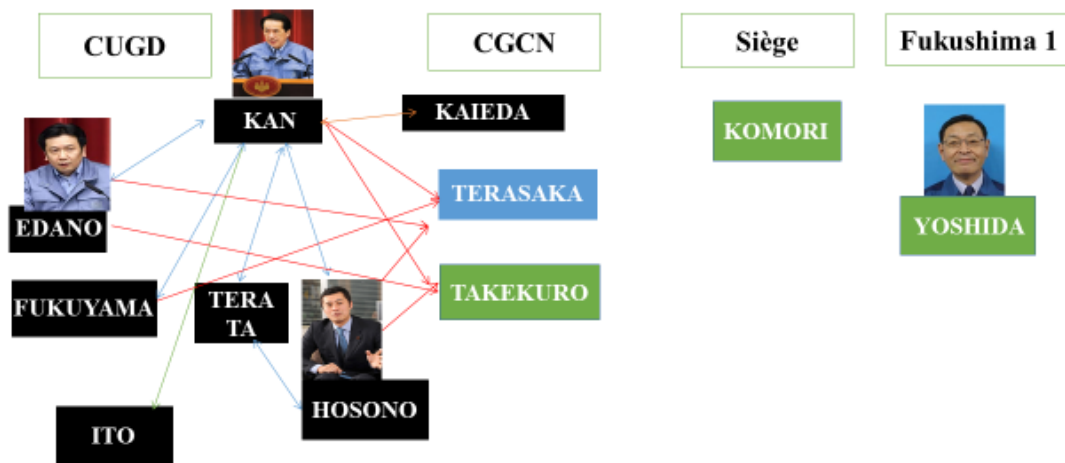 CUGD
CGCN
Siège
Fukushima 1
KAN
KAIEDA
KOMORI
TERASAKA
EDANO
YOSHIDA
FUKUYAMA
TERA
TA
TAKEKURO
HOSONO
ITO